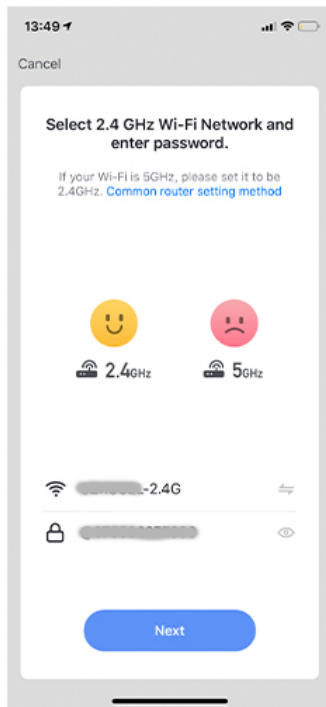 13:49
Cancel
Select 2.4 GHz Wi-Fi Network and
enter password.
If your Wi-Fi is 5GHz, please set it to be
2.4GHz. Common router setting method
2.4GHz
5GHz
-2.4G
Next